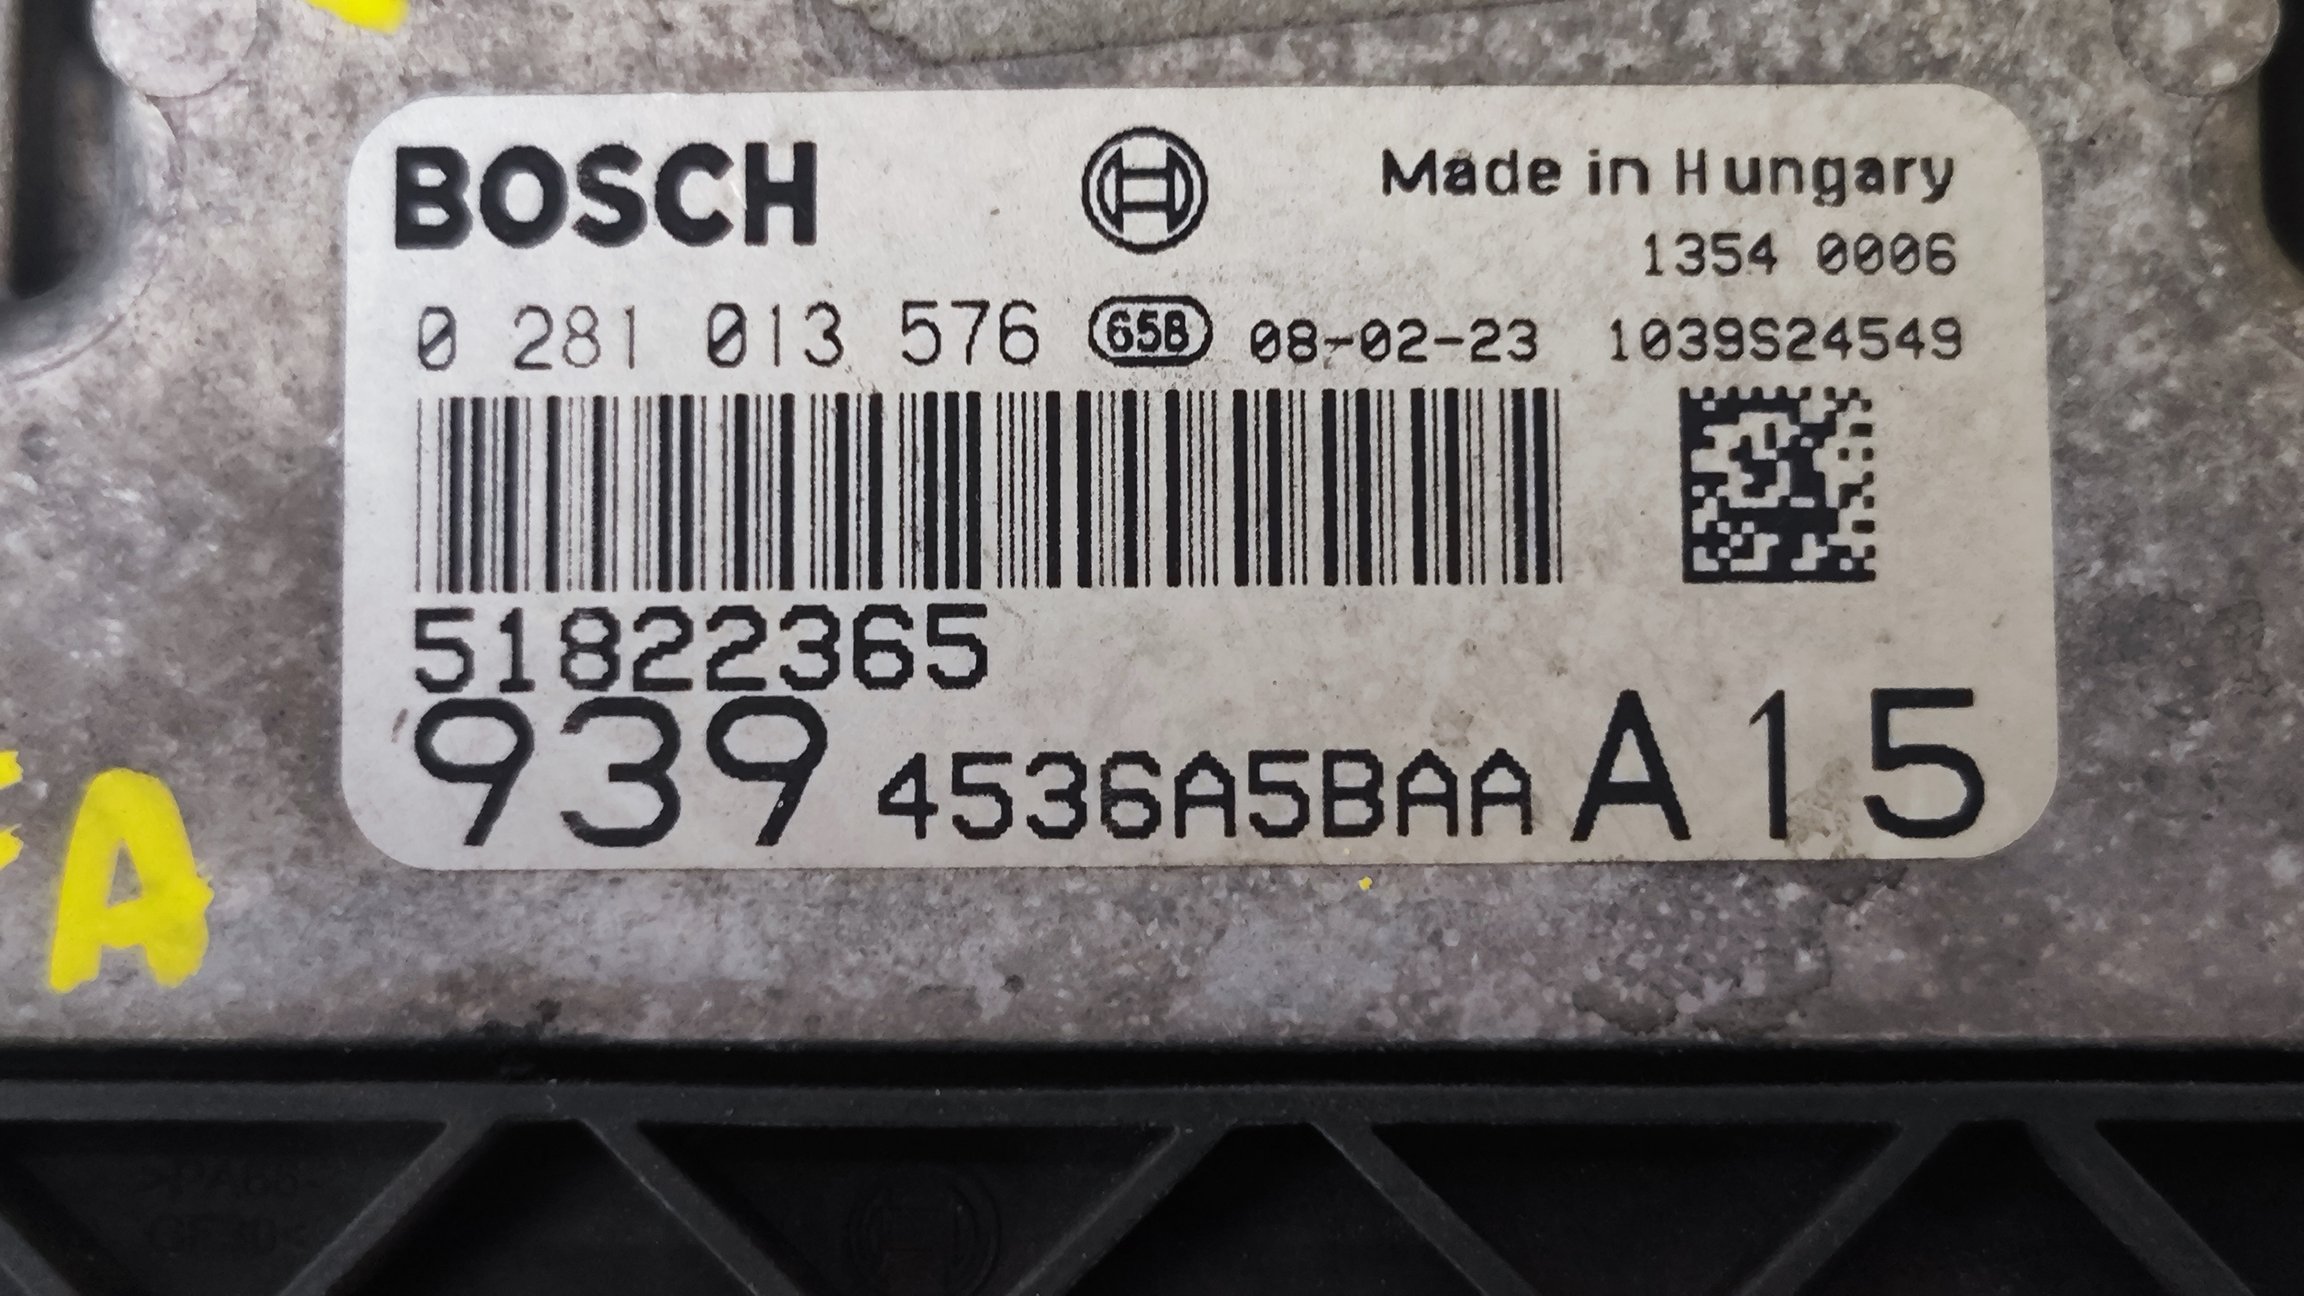 BOSCH
Made in Hungary
1354 0006
0 281 013 576 658 08-02-23 1039S24549
51822365
939 4536A5BAA A15
A